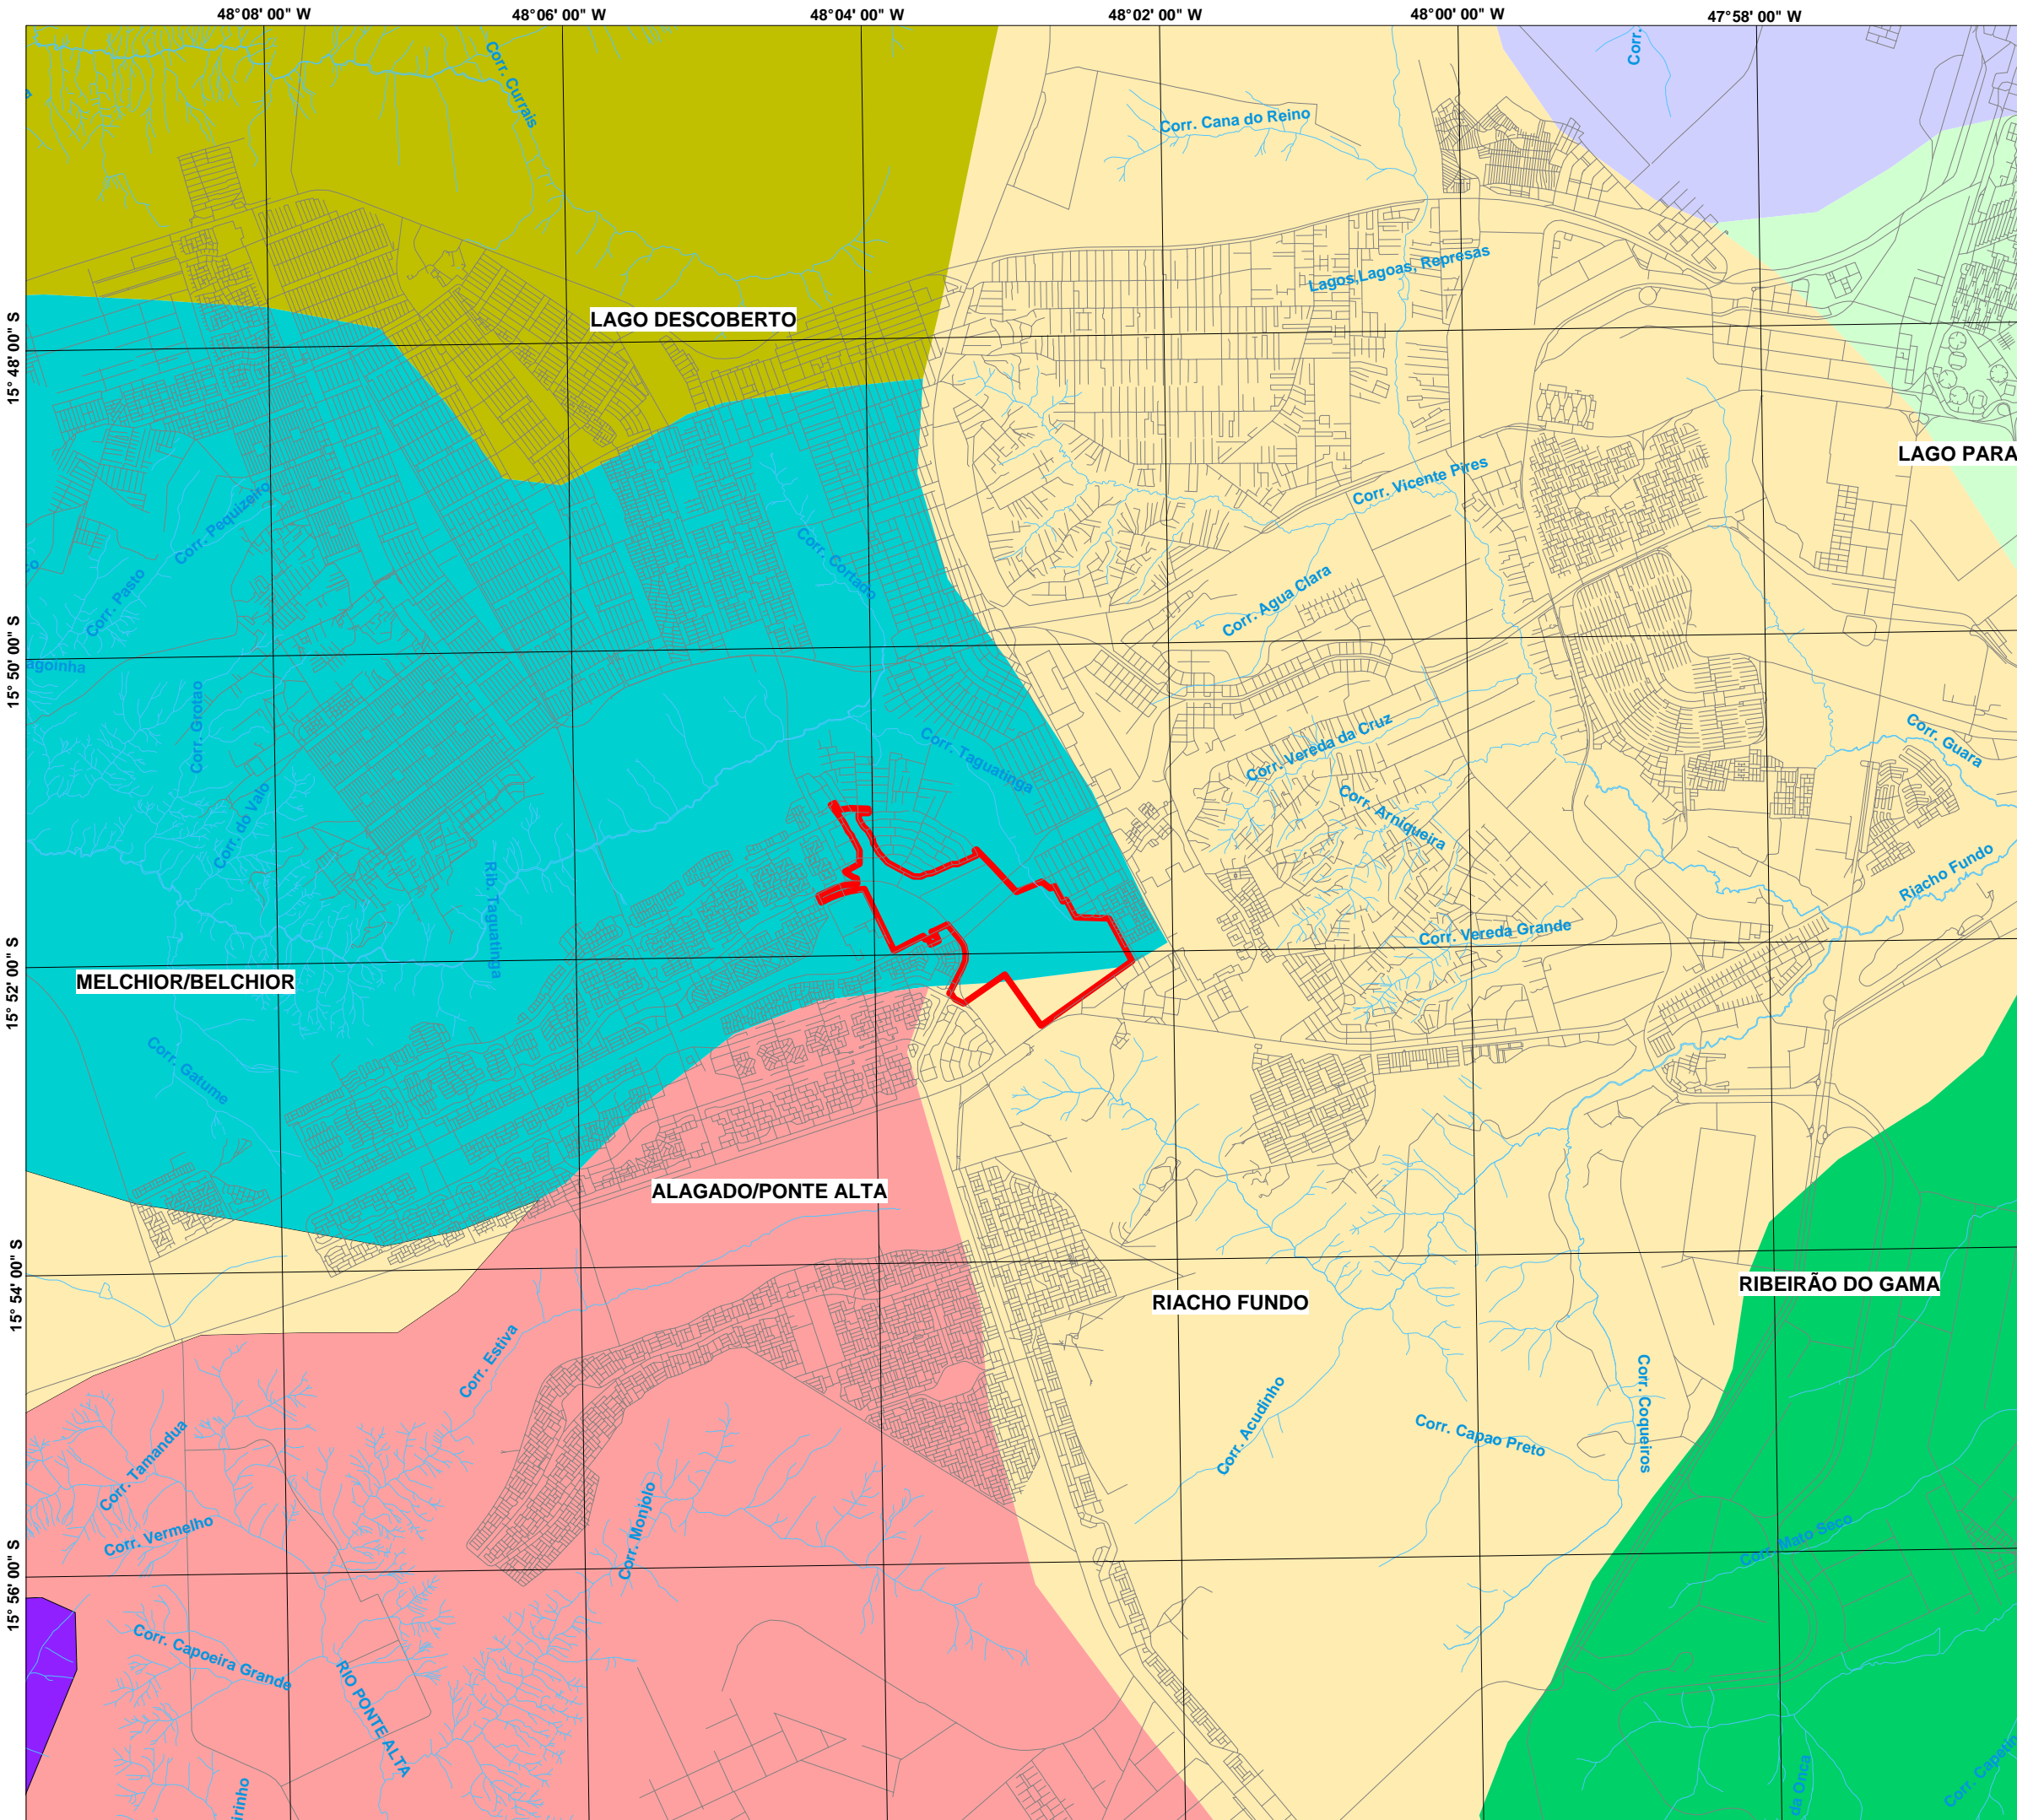 48°08' 00" W
48°06' 00" W
48°04' 00" W
48°02' 00" W
48°00' 00" W
47°58' 00" W
Corr. Currais
Corr.
Corr. Cana do Reino
Lagos,Lagoas, Represas
LAGO DESCOBERTO
15° 48' 00" S
LAGO PARA
Corr. Vicente Pires
Corr. Pequizeiro
Corr. Cortado
Corr. Pasto
Corr. Agua Clara
15° 50' 00" S
agoinha
Corr. Grotao
Corr. Taguatinga
Corr. Vereda da Cruz
Corr. Guara
Corr. do Valo
Corr. Arniqueira
Riacho Fundo
Rib. Taguatinga
Corr. Vereda Grande
15° 52' 00" S
MELCHIOR/BELCHIOR
Corr. Gatume
ALAGADO/PONTE ALTA
15° 54' 00" S
RIBEIRÃO DO GAMA
RIACHO FUNDO
Corr. Estiva
Corr. Acudinho
Corr. Coqueiros
Corr. Capao Preto
Corr. Tamandua
Corr. Vermelho
Corr. Monjolo
Corr. Mato Seco
15° 56' 00" S
Corr. Capoeira Grande
RIO PONTE ALTA
irinho
da Onca